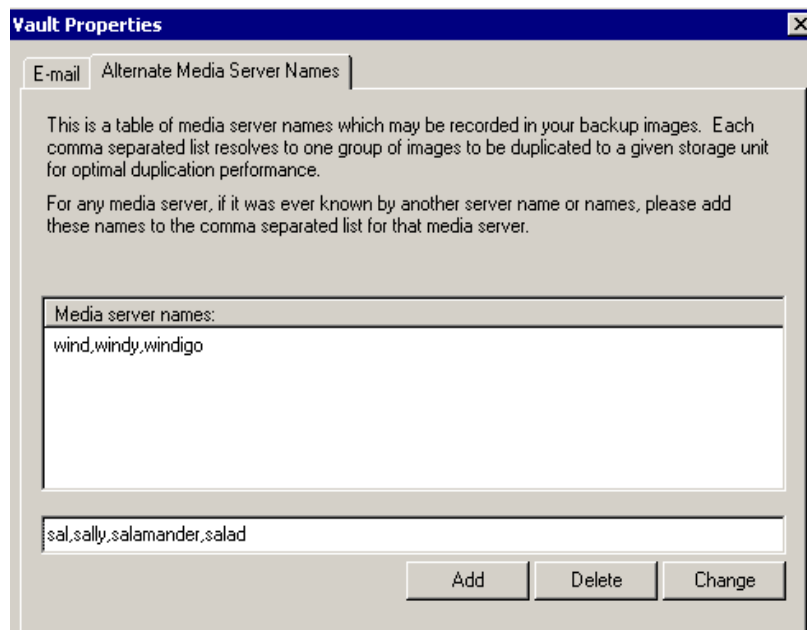 Vault Properties
E-mail
Alternate Media Server Names
This is a table of media server names which may be recorded in your backup images. Each
comma separated list resolves to one group of images to be duplicated to a given storage unit
for optimal duplication performance.
For any media server, if it was ever known by another server name or names, please add
these names to the comma separated list for that media server.
Media server names:
wind,windy,windigo
sal,sally,salamander,salad
Add
Delete
Change